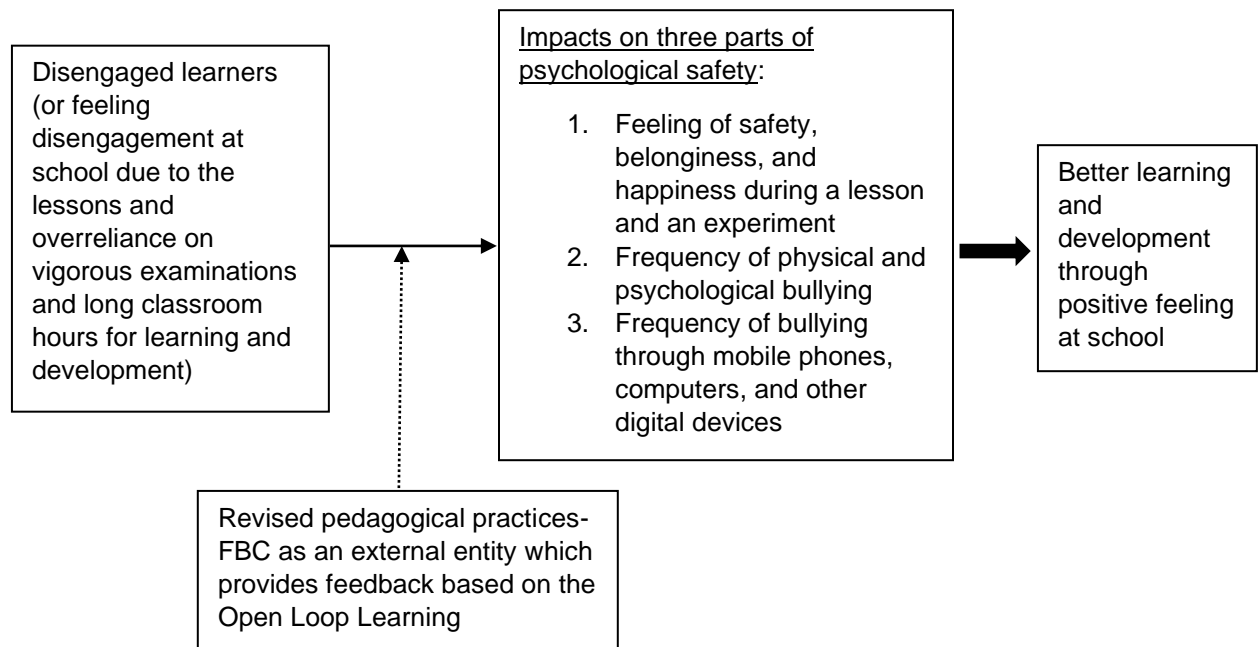 Disengaged learners
(or feeling
disengagement at
school due to the
lessons and
overreliance on
vigorous examinations
and long classroom
hours for learning and
development)
Impacts on three parts of
psychological safety:
1. Feeling of safety,
belonginess, and
happiness during a lesson
and an experiment
2. Frequency of physical and
psychological bullying
3. Frequency of bullying
through mobile phones,
computers, and other
digital devices
Better learning
and
development
through
positive feeling
at school
Revised pedagogical practices-
FBC as an external entity which
provides feedback based on the
Open Loop Learning